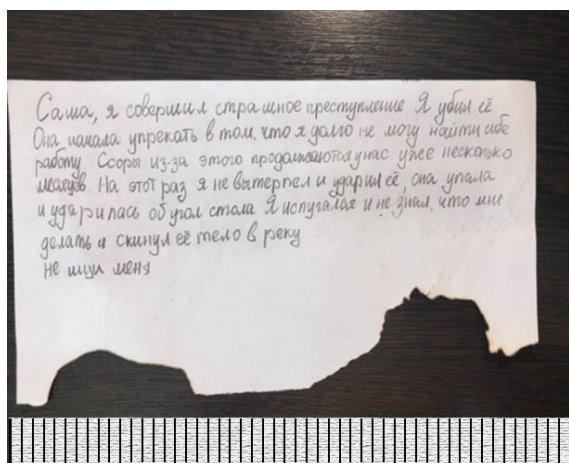 Саша, я совершил страшное преступление Я убил её
Она начала упрекать в том, что я долго не могу найти себе
работу. Ссоры из-за этого продолжаются у нас уже несколько
месяцев. На этот раз я не вытерпел и ударил её, она упала
и ударилась об угол стола Я испугался и не знал, что мне
делать и скинул её тело в реку
не ищи меня